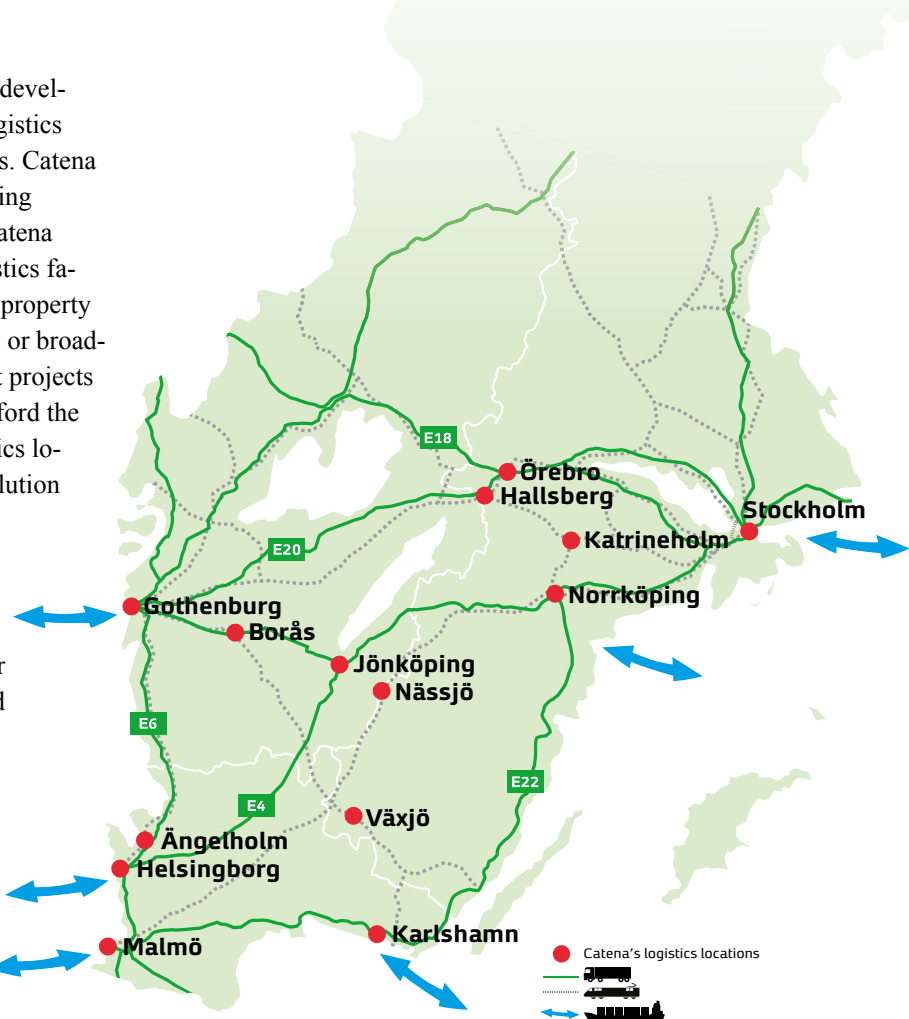 devel-
gistics
s. Catena
ing
atena
stics fa-
property
or broad-
t projects
ford the
ics lo-
lution
r
d
E18
Örebro
Hallsberg
Stockholm
Katrineholm
E20
Norrköping
Gothenburg
Borås
Jönköping
Nässjö
E6
E22
E4
Växjö
Ängelholm
Helsingborg
Karlshamn
Malmö
Catena's logistics locations